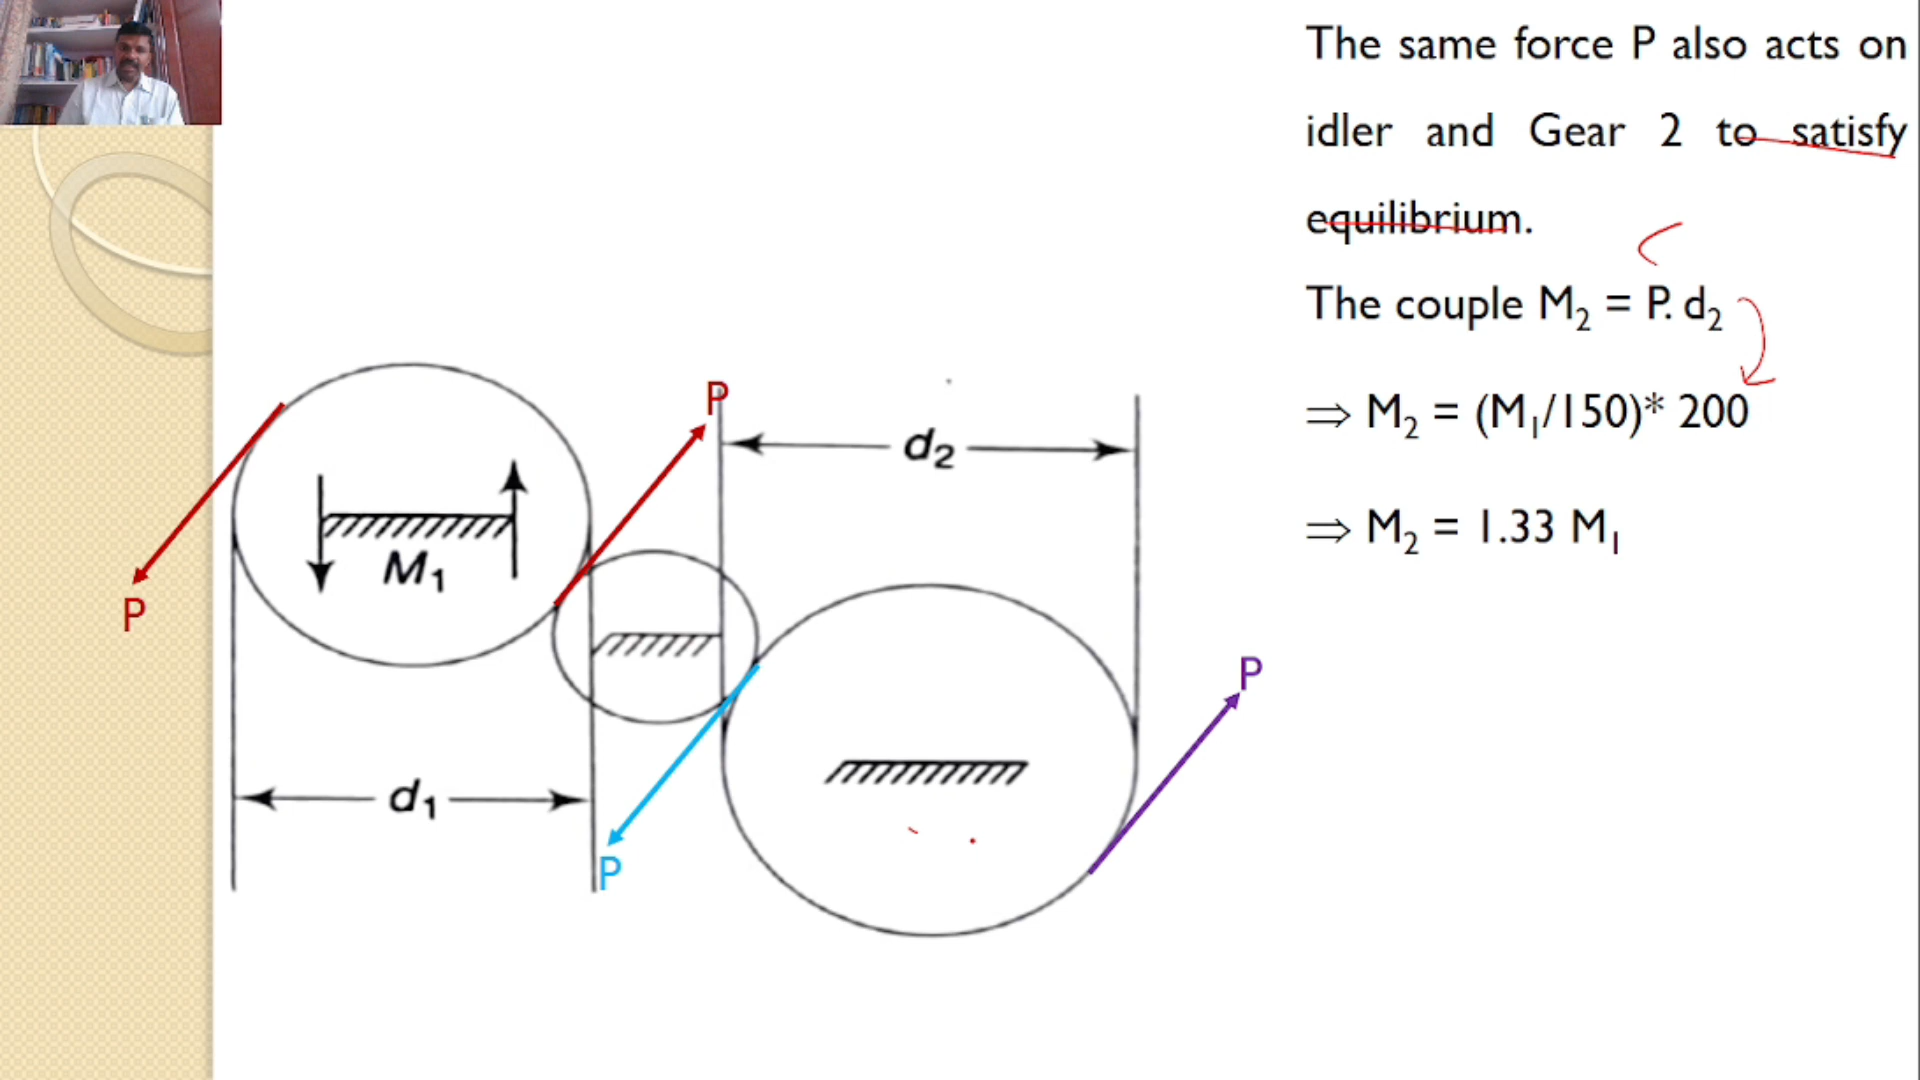 The same force P also acts on
idler and Gear 2 to satisfy
equilibrium.
The couple M₂ = P. d₂
⇒ M₂ = (M₁/150)* 200
⇒ M₂ = 1.33 M₁
P
d₂
M₁
P
P
d₁
P